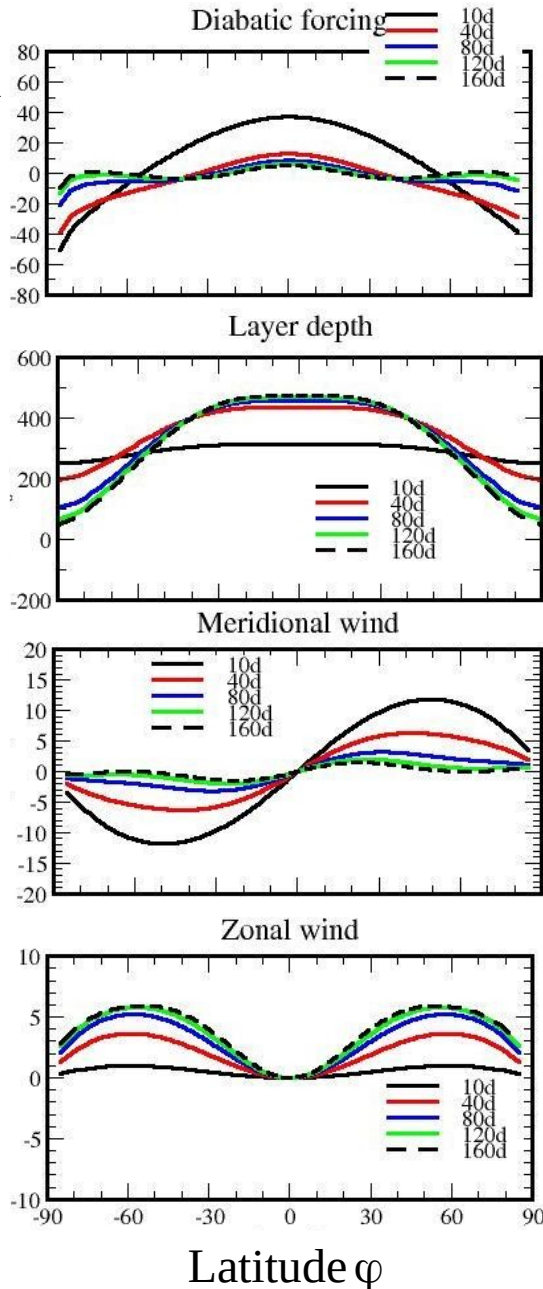 Diabatic forcing
10d
40d
80d
120d
160d
80
60
40
20
0
-20
-40
-60
-80
Layer depth
600
400
200
0
-200
10d
40d
80d
120d
160d
Meridional wind
20
15
10
5
0
-5
-10
-15
-20
10d
40d
80d
120d
160d
Zonal wind
10
5
0
-5
-10
10d
40d
80d
120d
160d
-90 -60 -30 0 30 60 90
Latitude φ